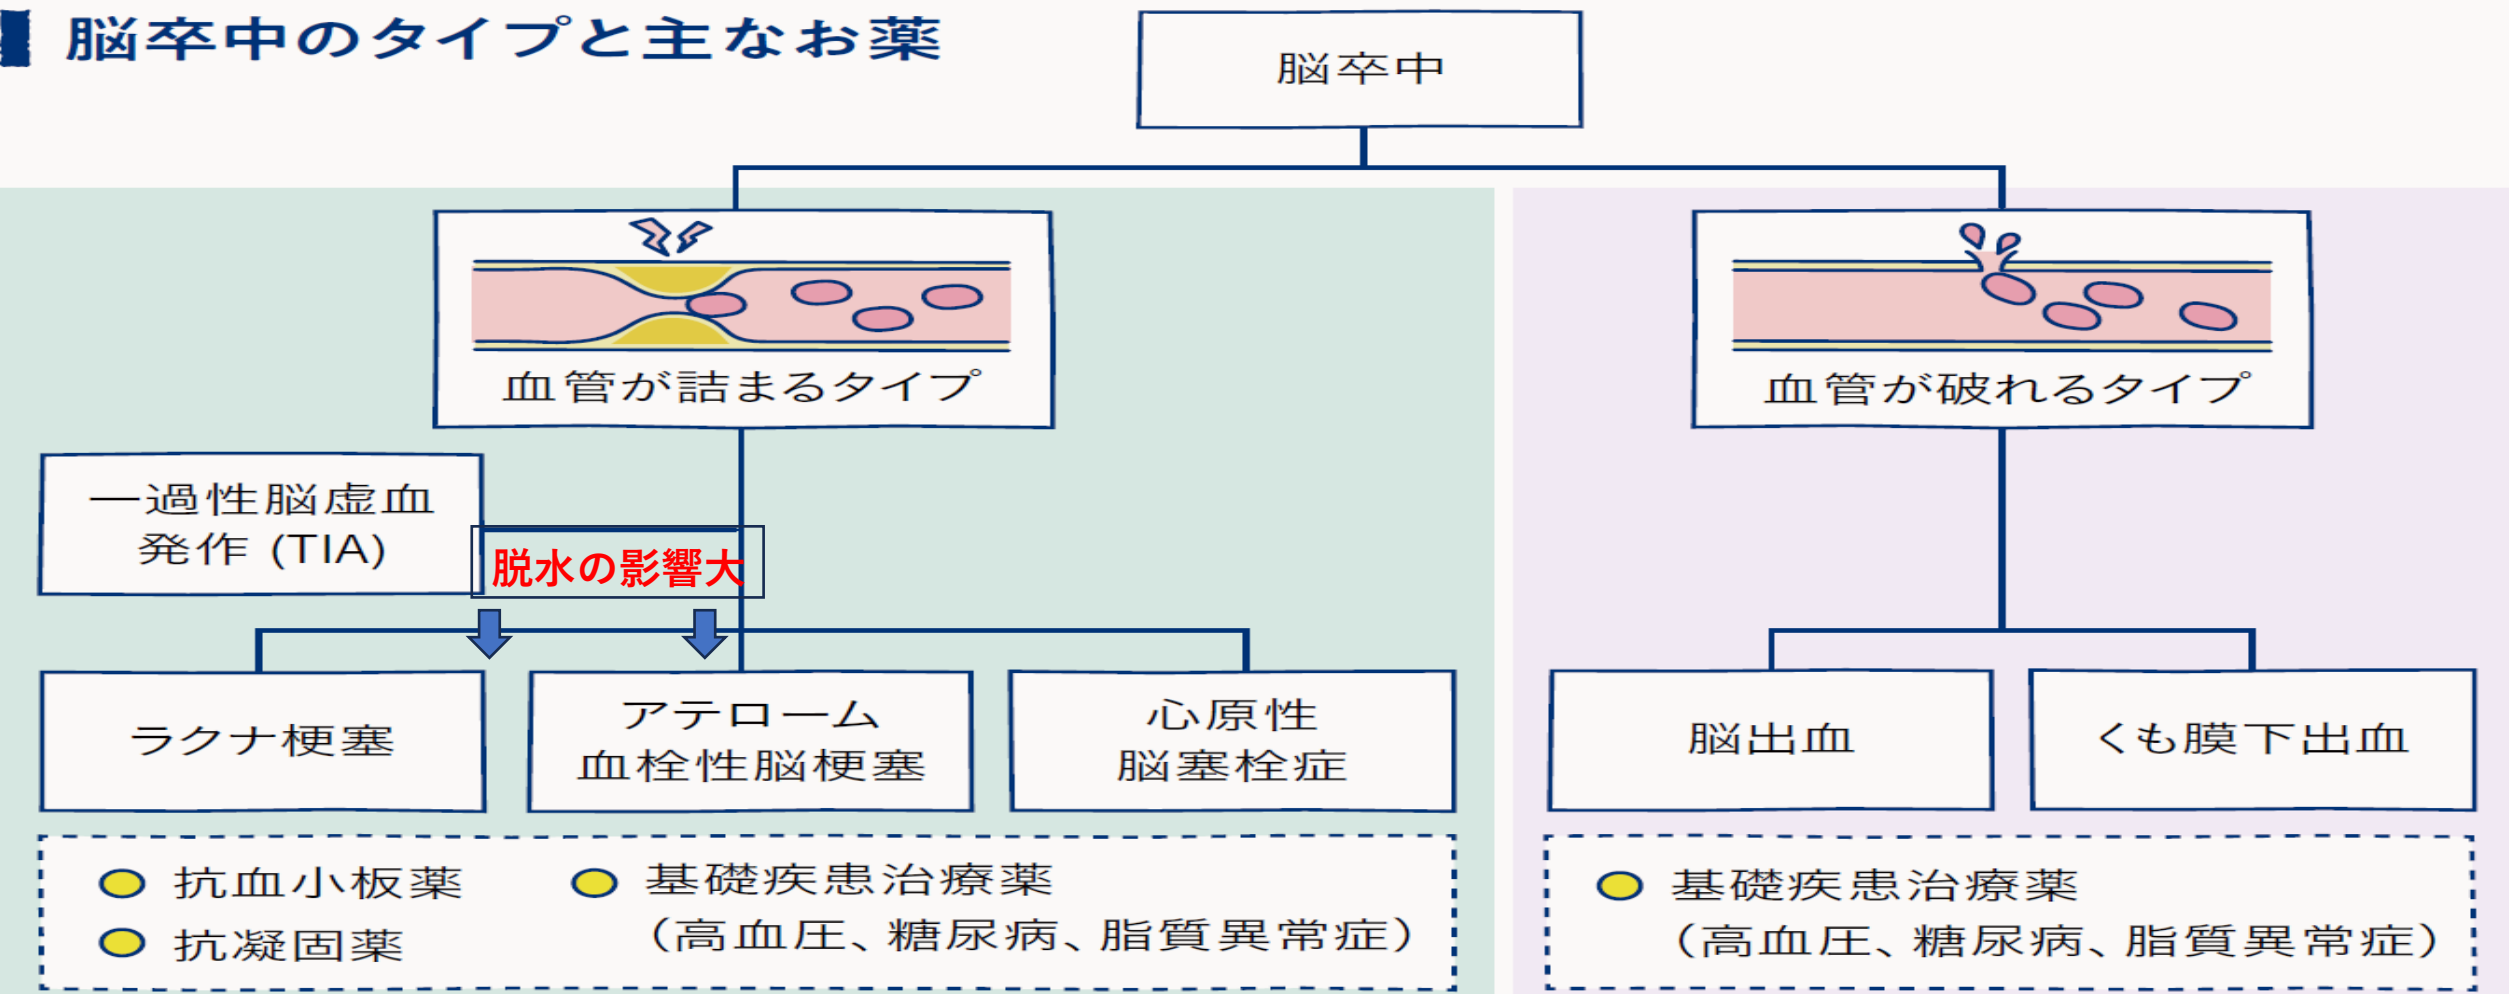 脳卒中のタイプと主なお薬
脳卒中
血管が詰まるタイプ
血管が破れるタイプ
一過性脳虚血
発作 (TIA)
脱水の影響大
ラクナ梗塞
アテローム
血栓性脳梗塞
心原性
脳塞栓症
脳出血
くも膜下出血
抗血小板薬
抗凝固薬
基礎疾患治療薬
（高血圧、糖尿病、脂質異常症）
基礎疾患治療薬
（高血圧、糖尿病、脂質異常症）